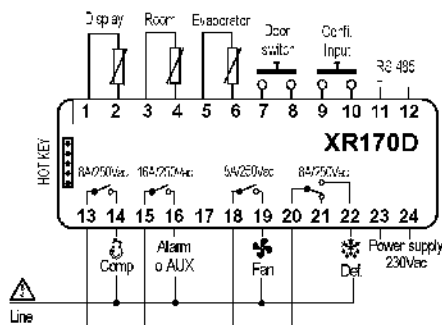 Display Room Evaporator Door switch Confi. Input RS 485
1 2 3 4 5 6 7 8 9 10 11 12
XR170D
HOT KEY
8A/250Vac 16A/250Vac 5A/250Vac 8A/250Vac
13 14 15 16 17 18 19 20 21 22 23 24
Comp Alarm o AUX Fan Def. Power supply 230Vac
Line